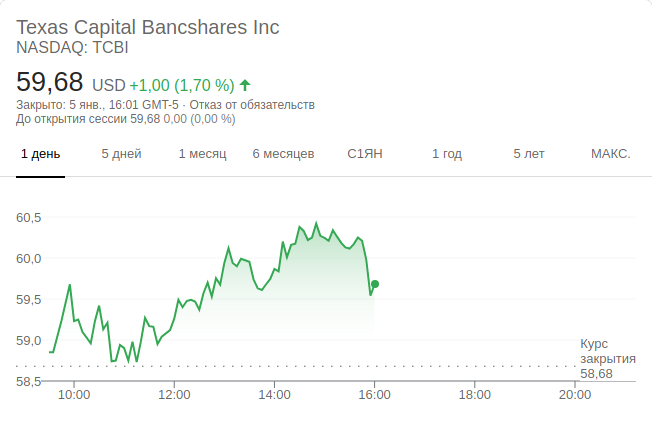 Texas Capital Bancshares Inc
NASDAQ: TCBI
59,68 USD +1,00 (1,70 %)
Закрыто: 5 янв., 16:01 GMT-5 · Отказ от обязательств
До открытия сессии 59,68 0,00 (0,00 %)
1 день 5 дней 1 месяц 6 месяцев С1ЯН 1 год 5 лет МАКС.
60,5
60,0
59,5
59,0
Курс
закрытия
58,68
58,5
10:00 12:00 14:00 16:00 18:00 20:00